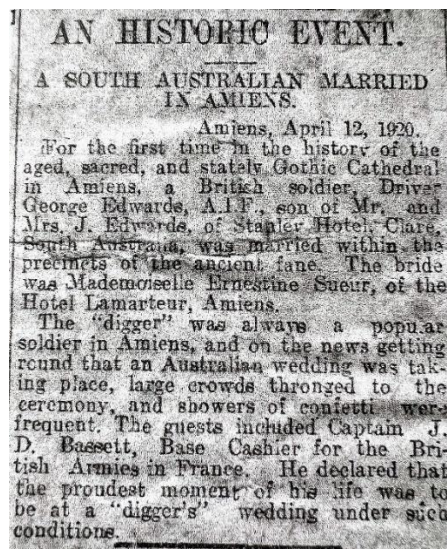 AN HISTORIC EVENT.
A SOUTH AUSTRALIAN MARRIED
IN AMIENS.
Amiens, April 12, 1920.
For the first time in the history of the
aged, sacred, and stately Gothic Cathedral
in Amiens, a British soldier, Driver
George Edwards, A.I.F., son of Mr. and
Mrs. J. Edwards, of Stanley Hotel, Clare,
South Australia, was married within the
precincts of the ancient fane. The bride
was Mademoiselle Ernestine Sueur, of the
Hotel Lamarteur, Amiens.
The "digger" was always a popu.ar
soldier in Amiens, and on the news getting
round that an Australian wedding was tak-
ing place, large crowds thronged to the
ceremony, and showers of confetti were
frequent. The guests included Captain J.
D. Bassett, Base Cashier for the Bri-
tish Armies in France. He declared that
the proudest moment of his life was to
be at a "digger's" wedding under such
conditions.